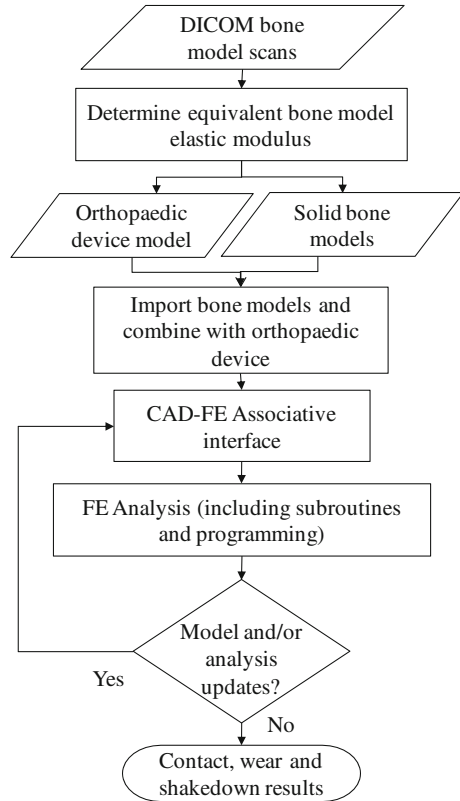 DICOM bone
model scans
Determine equivalent bone model
elastic modulus
Orthopaedic
device model
Solid bone
models
Import bone models and
combine with orthopaedic
device
CAD-FE Associative
interface
FE Analysis (including subroutines
and programming)
Model and/or
analysis
updates?
Yes
No
Contact, wear and
shakedown results